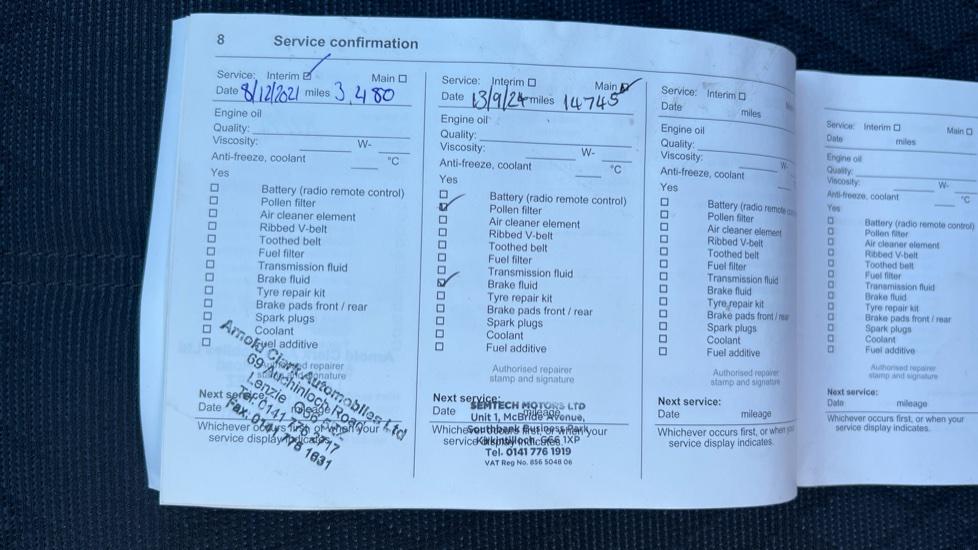 8 Service confirmation
Service: Interim Main
Date 8/12/2021 miles 3,480
Engine oil
Quality:
Viscosity: W-
Anti-freeze, coolant °C
Yes
Battery (radio remote control)
Pollen filter
Air cleaner element
Ribbed V-belt
Toothed belt
Fuel filter
Transmission fluid
Brake fluid
Tyre repair kit
Brake pads front / rear
Spark plugs
Coolant
Fuel additive
Arnold Clark Automobiles Ltd
69 Auchinloch Road
Lenzie
Next service:
Date
Whichever occurs first, or when your
service display indicates.
Service: Interim Main
Date 13/9/24 miles 14745
Engine oil
Quality:
Viscosity: W-
Anti-freeze, coolant °C
Yes
Battery (radio remote control)
Pollen filter
Air cleaner element
Ribbed V-belt
Toothed belt
Fuel filter
Transmission fluid
Brake fluid
Tyre repair kit
Brake pads front / rear
Spark plugs
Coolant
Fuel additive
Authorised repairer
stamp and signature
Next service:
Date mileage
Whichever occurs first, or when your
service display indicates.
SEMTECH MOTORS LTD
Unit 1, McBride Avenue,
Southbank Business Park
Kirkintilloch, G66 1XP
Tel. 0141 776 1919
VAT Reg No. 856 5048 06
Service: Interim
Date miles
Engine oil
Quality:
Viscosity: W-
Anti-freeze, coolant
Yes
Battery (radio remote
Pollen filter
Air cleaner element
Ribbed V-belt
Toothed belt
Fuel filter
Transmission fluid
Brake fluid
Tyre repair kit
Brake pads front / rear
Spark plugs
Coolant
Fuel additive
Authorised repairer
stamp and signature
Next service:
Date mileage
Whichever occurs first, or when your
service display indicates.
Service: Interim Main
Date miles
Engine oil
Quality:
Viscosity: W-
Anti-freeze, coolant °C
Yes
Battery (radio remote control)
Pollen filter
Air cleaner element
Ribbed V-belt
Toothed belt
Fuel filter
Transmission fluid
Brake fluid
Tyre repair kit
Brake pads front / rear
Spark plugs
Coolant
Fuel additive
Authorised repairer
stamp and signature
Next service:
Date mileage
Whichever occurs first, or when your
service display indicates.